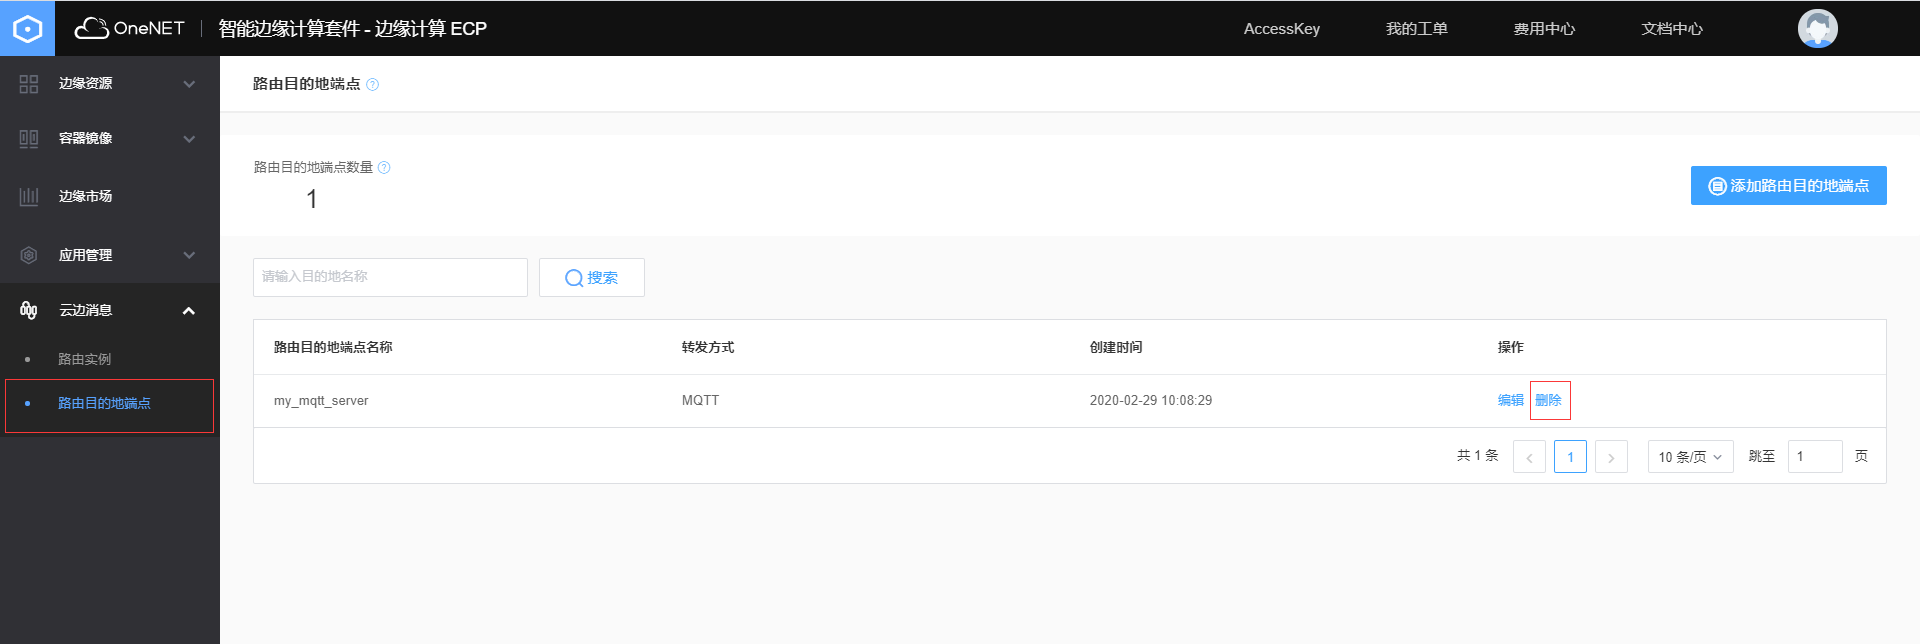 OneNET 智能边缘计算套件 - 边缘计算 ECP AccessKey 我的工单 费用中心 文档中心
边缘资源
容器镜像
边缘市场
应用管理
云边消息
路由实例
路由目的地端点
路由目的地端点 ?
路由目的地端点数量 ?
1
添加路由目的地端点
请输入目的地名称 搜索
路由目的地端点名称 转发方式 创建时间 操作
my_mqtt_server MQTT 2020-02-29 10:08:29 编辑 删除
共 1 条 < 1 > 10 条/页 跳至 1 页